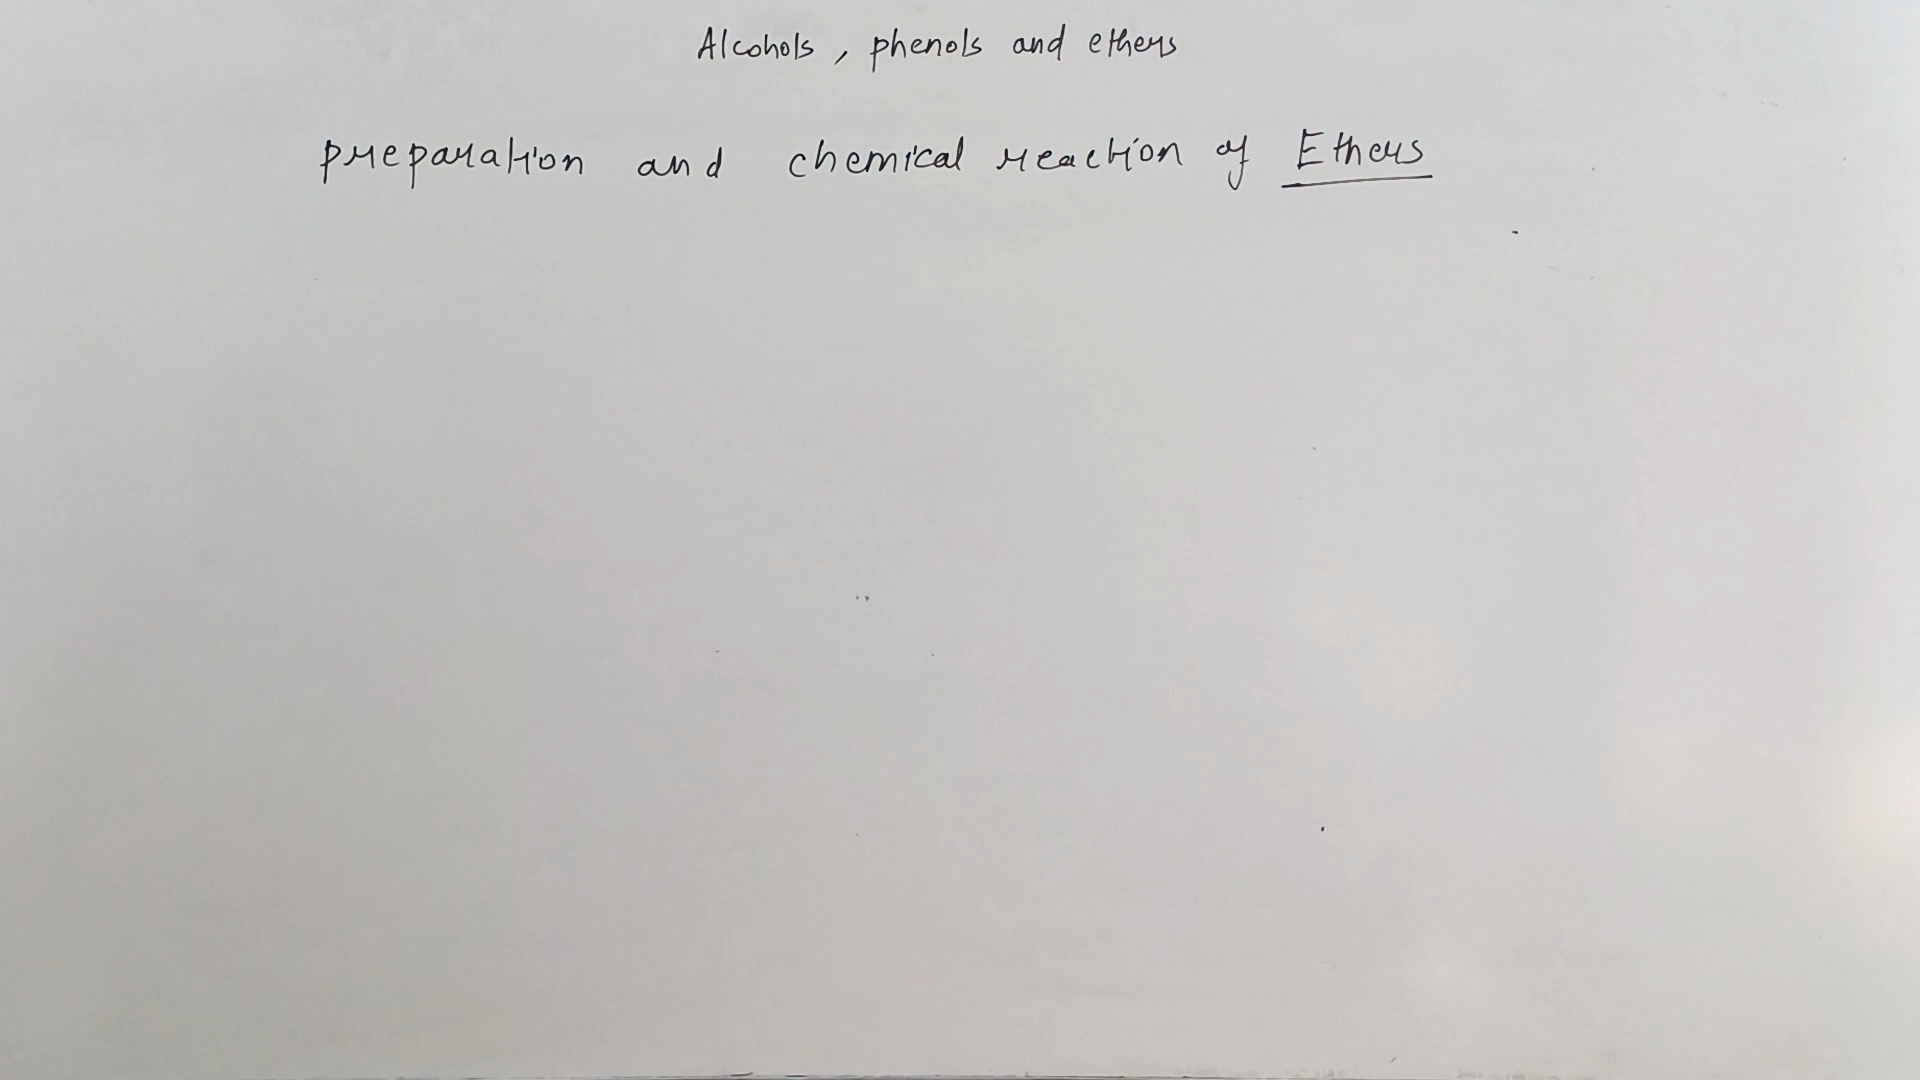 Alcohols, phenols and ethers
preparation and chemical reaction of Ethers